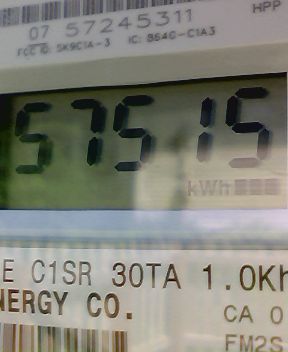 HPP
07 57245311
FCC ID: SK9C1A-3 IC: 864G-C1A3
57515
kWh
E C1SR 30TA 1.0Kh
NERGY CO.
CA 0
FM2S